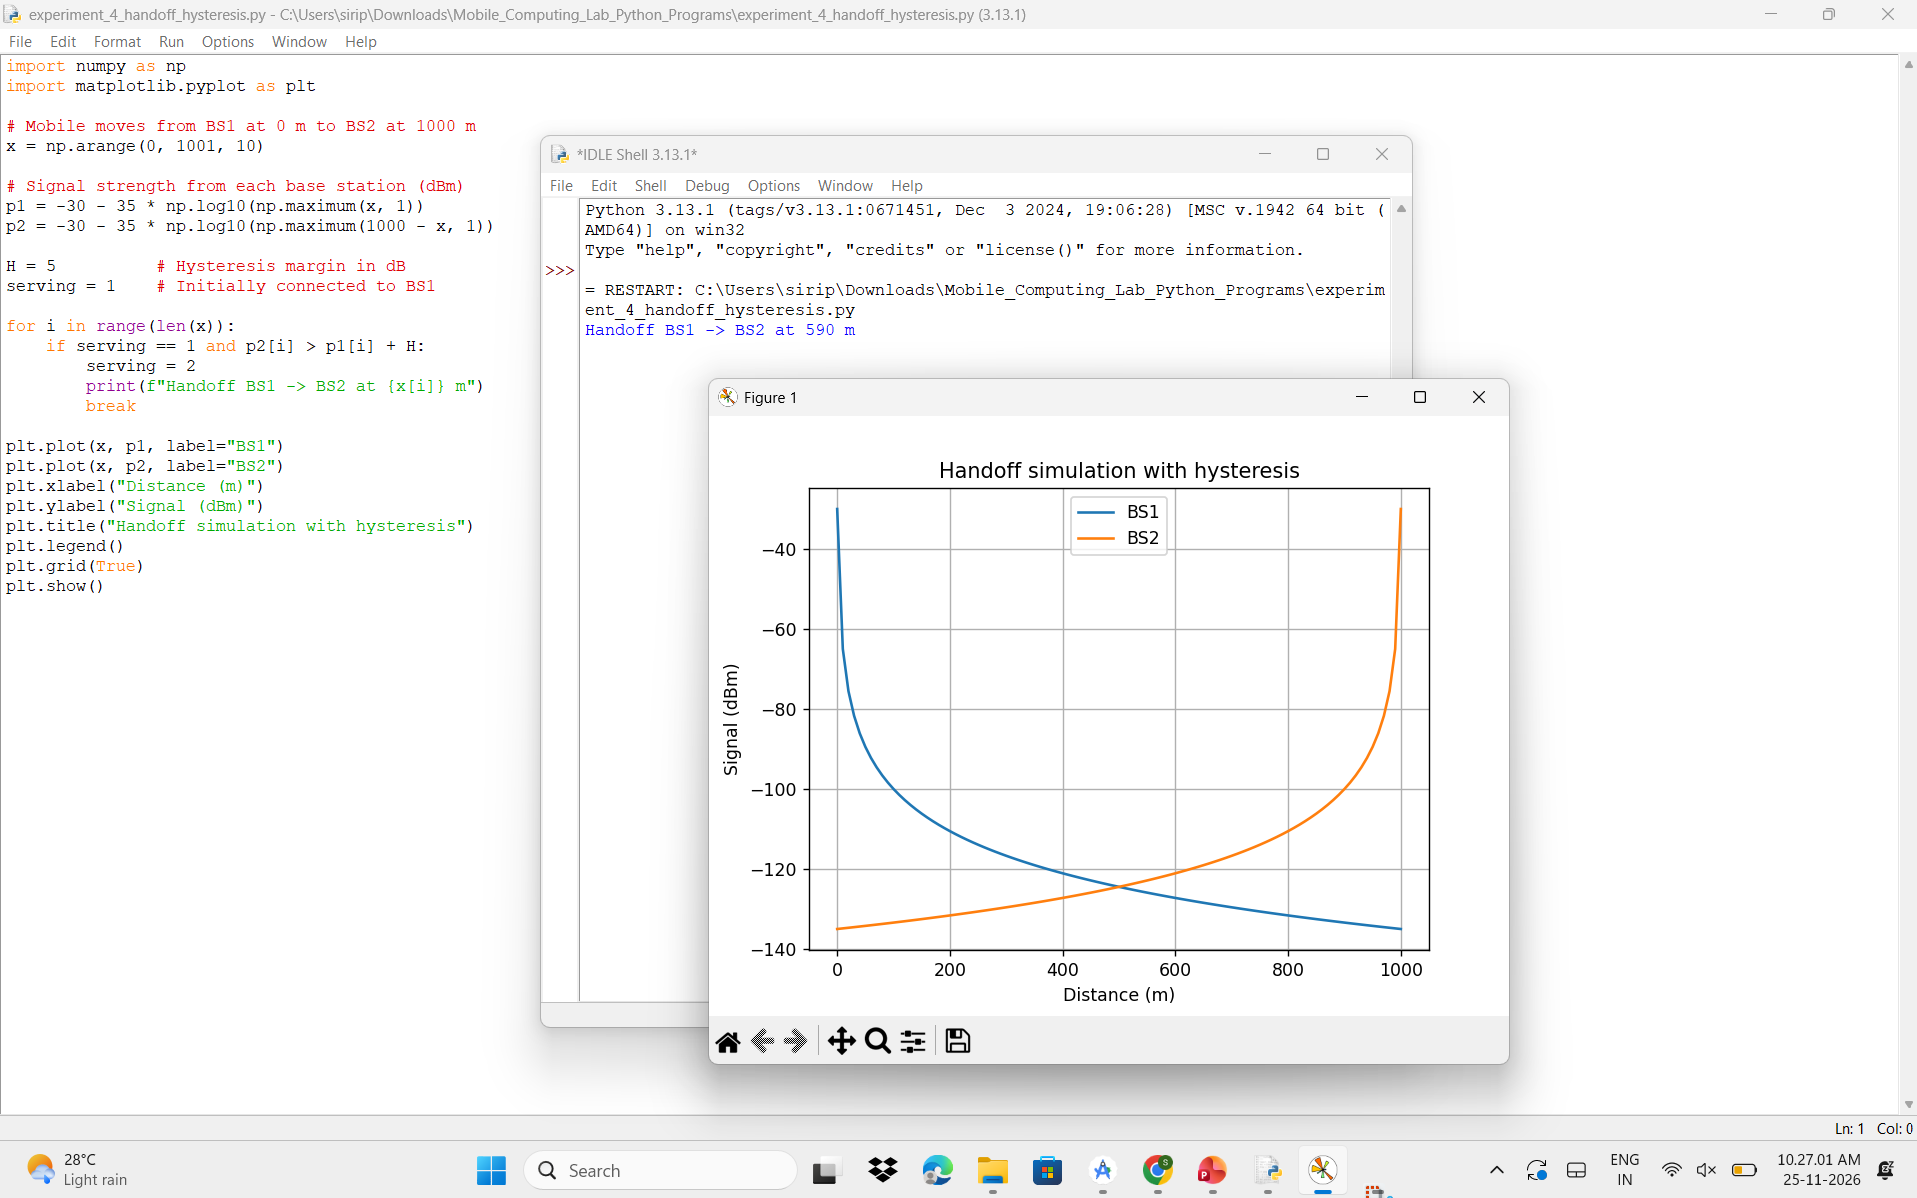 experiment_4_handoff_hysteresis.py - C:\Users\sirip\Downloads\Mobile_Computing_Lab_Python_Programs\experiment_4_handoff_hysteresis.py (3.13.1)
File Edit Format Run Options Window Help
import numpy as np
import matplotlib.pyplot as plt
# Mobile moves from BS1 at 0 m to BS2 at 1000 m
x = np.arange(0, 1001, 10)
# Signal strength from each base station (dBm)
p1 = -30 - 35 * np.log10(np.maximum(x, 1))
p2 = -30 - 35 * np.log10(np.maximum(1000 - x, 1))
H = 5          # Hysteresis margin in dB
serving = 1    # Initially connected to BS1
for i in range(len(x)):
    if serving == 1 and p2[i] > p1[i] + H:
        serving = 2
        print(f"Handoff BS1 -> BS2 at {x[i]} m")
        break
plt.plot(x, p1, label="BS1")
plt.plot(x, p2, label="BS2")
plt.xlabel("Distance (m)")
plt.ylabel("Signal (dBm)")
plt.title("Handoff simulation with hysteresis")
plt.legend()
plt.grid(True)
plt.show()
*IDLE Shell 3.13.1*
File Edit Shell Debug Options Window Help
Python 3.13.1 (tags/v3.13.1:0671451, Dec  3 2024, 19:06:28) [MSC v.1942 64 bit (
AMD64)] on win32
Type "help", "copyright", "credits" or "license()" for more information.
>>>
= RESTART: C:\Users\sirip\Downloads\Mobile_Computing_Lab_Python_Programs\experim
ent_4_handoff_hysteresis.py
Handoff BS1 -> BS2 at 590 m
Figure 1
Handoff simulation with hysteresis
BS1
BS2
−40
−60
−80
−100
−120
−140
Signal (dBm)
0 200 400 600 800 1000
Distance (m)
Ln: 1 Col: 0
28°C
Light rain
Search
ENG
IN
10.27.01 AM
25-11-2026